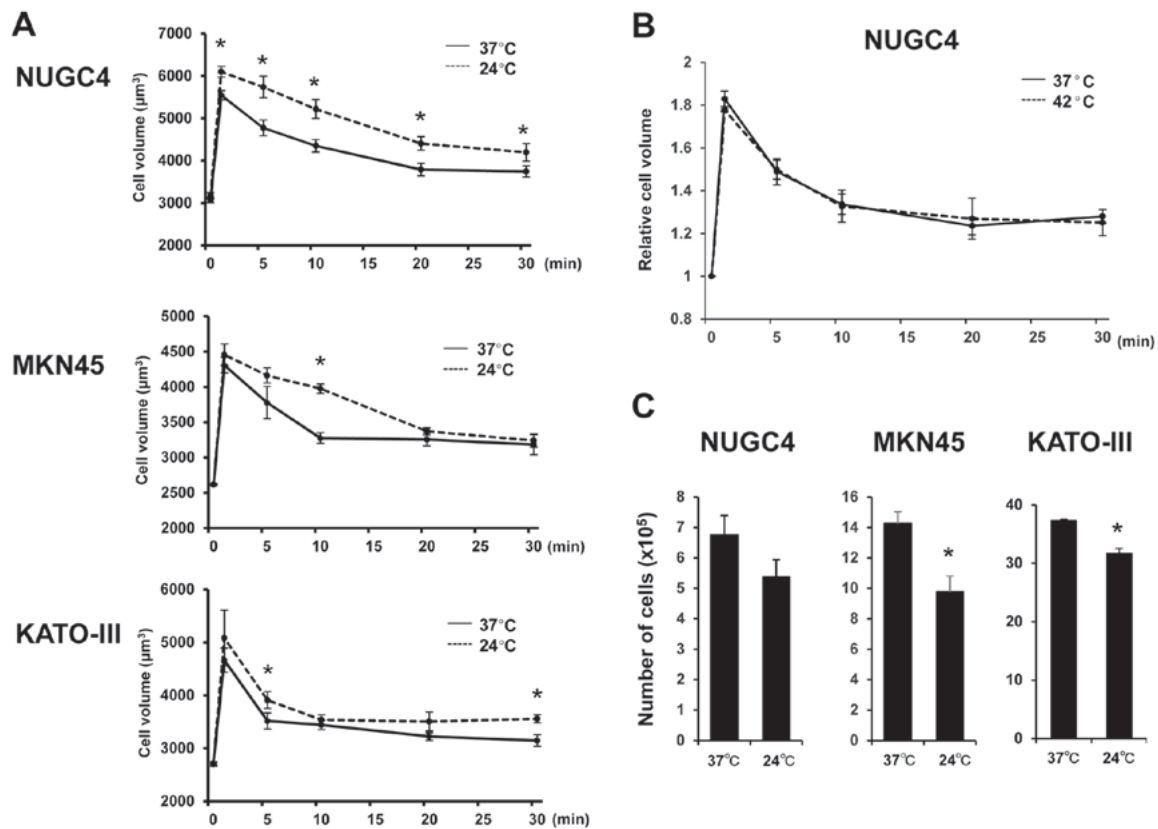 A
NUGC4
Cell volume (µm³)
7000
6000
5000
4000
3000
2000
* * * * *
37°C
24°C
0 5 10 15 20 25 30 (min)
MKN45
Cell volume (µm³)
5000
4500
4000
3500
3000
2500
2000
*
37°C
24°C
0 5 10 15 20 25 30 (min)
KATO-III
Cell volume (µm³)
6000
5000
4000
3000
2000
* *
37°C
24°C
0 5 10 15 20 25 30 (min)
B
NUGC4
Relative cell volume
2
1.8
1.6
1.4
1.2
1
0.8
37°C
42°C
0 5 10 15 20 25 30 (min)
C
Number of cells (x10⁵)
NUGC4
8
7
6
5
4
3
2
1
0
37°C 24°C
MKN45
16
14
12
10
8
6
4
2
0
*
37°C 24°C
KATO-III
40
30
20
10
0
*
37°C 24°C